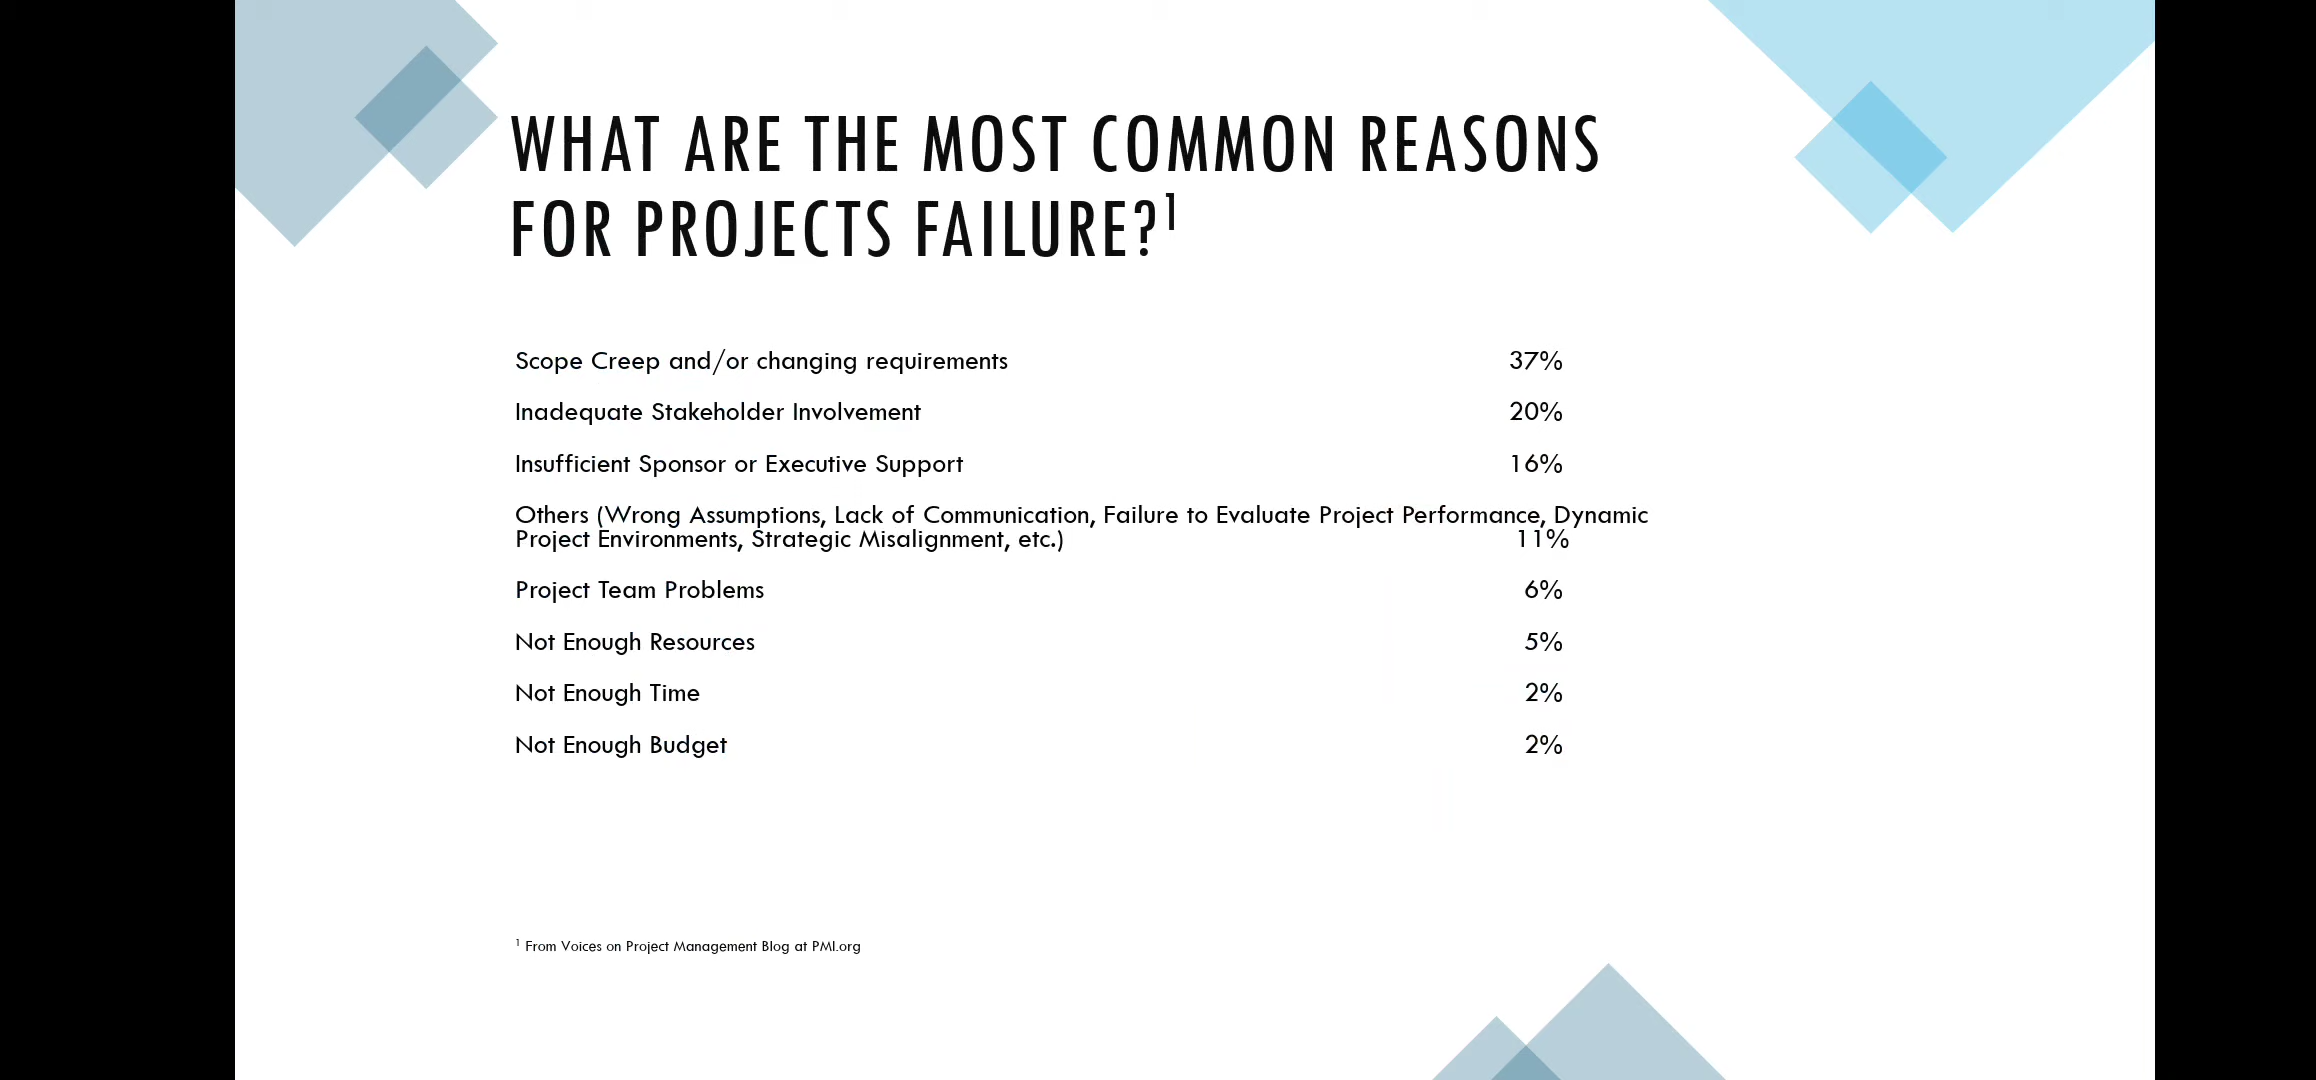 WHAT ARE THE MOST COMMON REASONS
FOR PROJECTS FAILURE?¹
Scope Creep and/or changing requirements 37%
Inadequate Stakeholder Involvement 20%
Insufficient Sponsor or Executive Support 16%
Others (Wrong Assumptions, Lack of Communication, Failure to Evaluate Project Performance, Dynamic
Project Environments, Strategic Misalignment, etc.) 11%
Project Team Problems 6%
Not Enough Resources 5%
Not Enough Time 2%
Not Enough Budget 2%
¹ From Voices on Project Management Blog at PMI.org